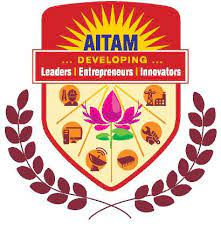 AITAM
... DEVELOPING ...
Leaders | Entrepreneurs | Innovators